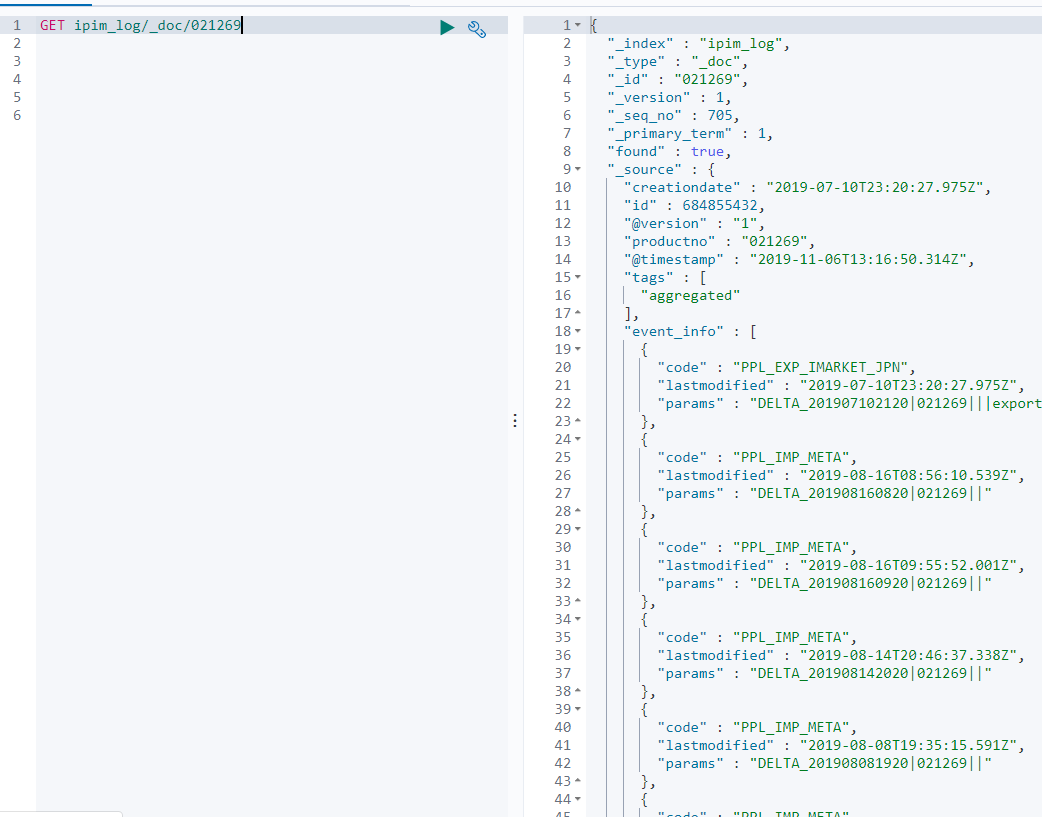 1 GET ipim_log/_doc/021269
2
3
4
5
6
1 {
2 "_index" : "ipim_log",
3 "_type" : "_doc",
4 "_id" : "021269",
5 "_version" : 1,
6 "_seq_no" : 705,
7 "_primary_term" : 1,
8 "found" : true,
9 "_source" : {
10 "creationdate" : "2019-07-10T23:20:27.975Z",
11 "id" : 684855432,
12 "@version" : "1",
13 "productno" : "021269",
14 "@timestamp" : "2019-11-06T13:16:50.314Z",
15 "tags" : [
16 "aggregated"
17 ],
18 "event_info" : [
19 {
20 "code" : "PPL_EXP_IMARKET_JPN",
21 "lastmodified" : "2019-07-10T23:20:27.975Z",
22 "params" : "DELTA_201907102120|021269|||export
23 },
24 {
25 "code" : "PPL_IMP_META",
26 "lastmodified" : "2019-08-16T08:56:10.539Z",
27 "params" : "DELTA_201908160820|021269||"
28 },
29 {
30 "code" : "PPL_IMP_META",
31 "lastmodified" : "2019-08-16T09:55:52.001Z",
32 "params" : "DELTA_201908160920|021269||"
33 },
34 {
35 "code" : "PPL_IMP_META",
36 "lastmodified" : "2019-08-14T20:46:37.338Z",
37 "params" : "DELTA_201908142020|021269||"
38 },
39 {
40 "code" : "PPL_IMP_META",
41 "lastmodified" : "2019-08-08T19:35:15.591Z",
42 "params" : "DELTA_201908081920|021269||"
43 },
44 {
45 "code" : "PPL_IMP_META",